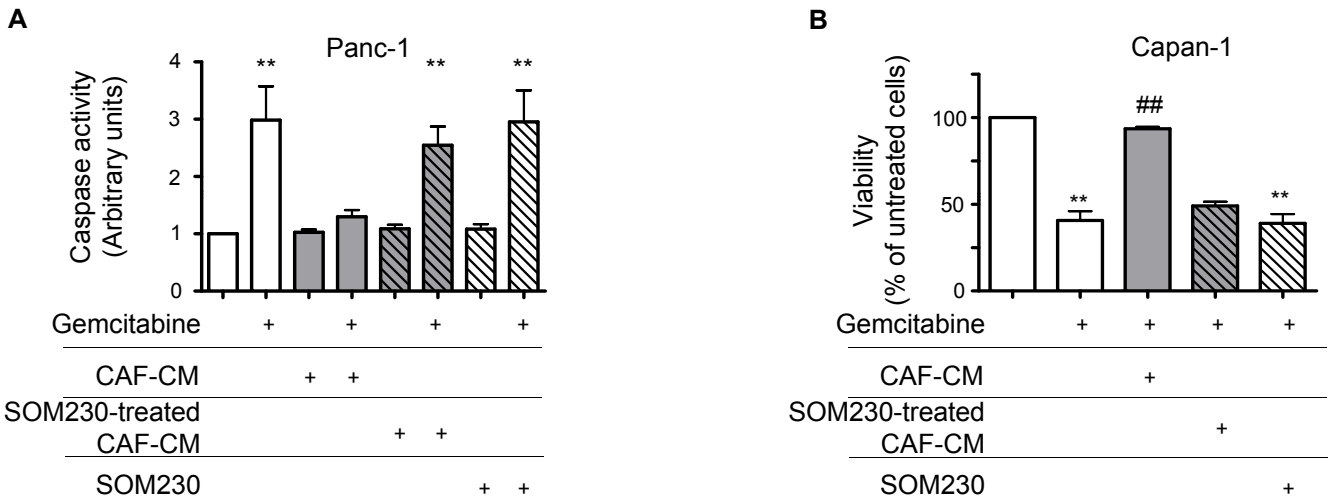 A
Panc-1
Caspase activity
(Arbitrary units)
4
3
2
1
0
** ** **
Gemcitabine + + + +
CAF-CM + +
SOM230-treated
CAF-CM + +
SOM230 + +
B
Capan-1
Viability
(% of untreated cells)
100
50
0
** ## **
Gemcitabine + + + +
CAF-CM +
SOM230-treated
CAF-CM +
SOM230 +